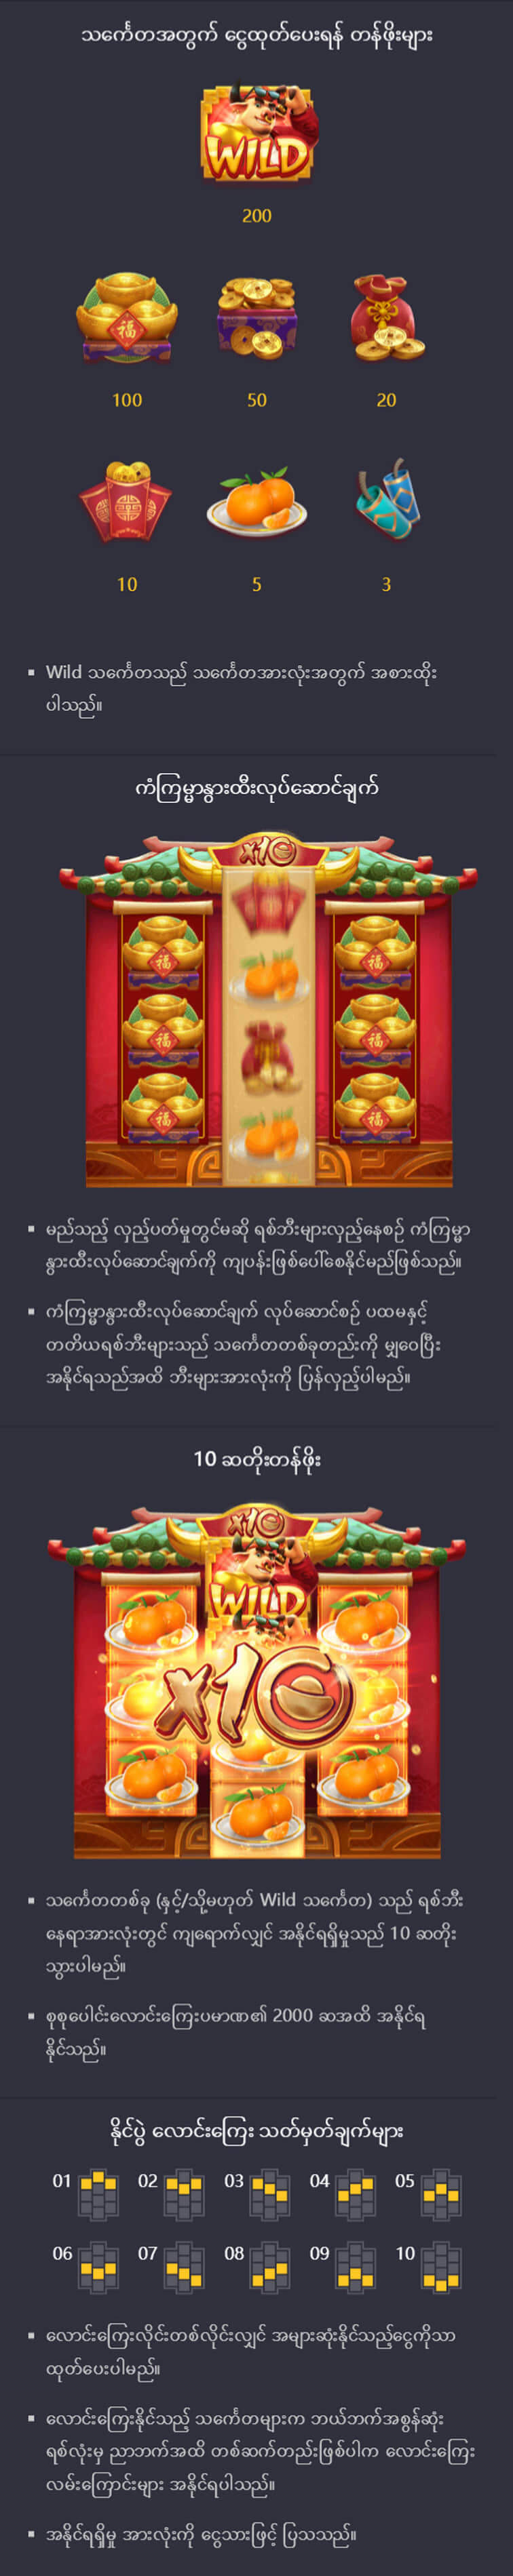 သင်္ကေတအတွက် ငွေထုတ်ပေးရန် တန်ဖိုးများ
WILD
200
100 50 20
10 5 3
Wild သင်္ကေတသည် သင်္ကေတအားလုံးအတွက် အစားထိုး
ပါသည်။
ကံကြမ္မာနွားထီးလုပ်ဆောင်ချက်
x10
福 福
福 福
福 福
မည်သည့် လှည့်ပတ်မှုတွင်မဆို ရစ်ဘီးများလှည့်နေစဉ် ကံကြမ္မာ
နွားထီးလုပ်ဆောင်ချက်ကို ကျပန်းဖြစ်ပေါ်စေနိုင်မည်ဖြစ်သည်။
ကံကြမ္မာနွားထီးလုပ်ဆောင်ချက် လုပ်ဆောင်စဉ် ပထမနှင့်
တတိယရစ်ဘီးများသည် သင်္ကေတတစ်ခုတည်းကို မျှဝေပြီး
အနိုင်ရသည်အထိ ဘီးများအားလုံးကို ပြန်လှည့်ပါမည်။
10 ဆတိုးတန်ဖိုး
x10
WILD
x10
သင်္ကေတတစ်ခု (နှင့်/သို့မဟုတ် Wild သင်္ကေတ) သည် ရစ်ဘီး
နေရာအားလုံးတွင် ကျရောက်လျှင် အနိုင်ရရှိမှုသည် 10 ဆတိုး
သွားပါမည်။
စုစုပေါင်းလောင်းကြေးပမာဏ၏ 2000 ဆအထိ အနိုင်ရ
နိုင်သည်။
နိုင်ပွဲ လောင်းကြေး သတ်မှတ်ချက်များ
01 02 03 04 05
06 07 08 09 10
လောင်းကြေးလိုင်းတစ်လိုင်းလျှင် အများဆုံးနိုင်သည့်ငွေကိုသာ
ထုတ်ပေးပါမည်။
လောင်းကြေးနိုင်သည့် သင်္ကေတများက ဘယ်ဘက်အစွန်ဆုံး
ရစ်လုံးမှ ညာဘက်အထိ တစ်ဆက်တည်းဖြစ်ပါက လောင်းကြေး
လမ်းကြောင်းများ အနိုင်ရပါသည်။
အနိုင်ရရှိမှု အားလုံးကို ငွေသားဖြင့် ပြသသည်။